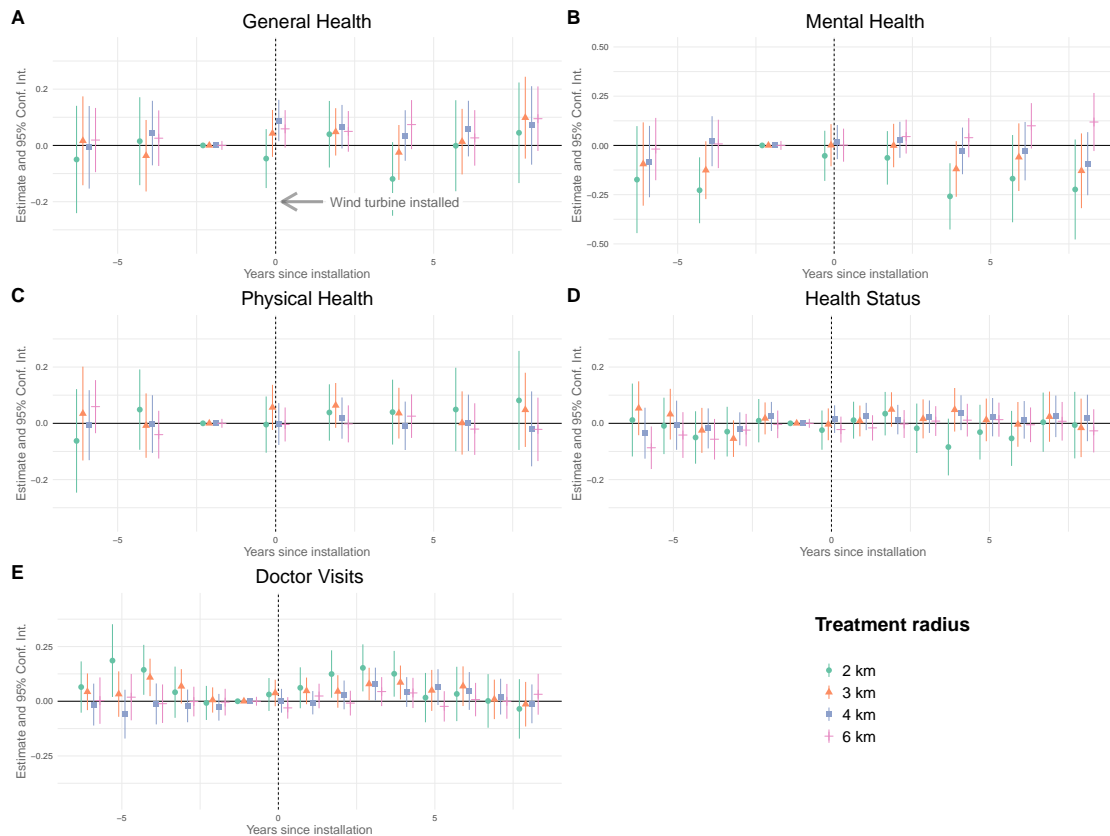 A
General Health
Estimate and 95% Conf. Int.
0.2
0.0
−0.2
Wind turbine installed
−5
0
5
Years since installation
B
Mental Health
Estimate and 95% Conf. Int.
0.50
0.25
0.00
−0.25
−0.50
−5
0
5
Years since installation
C
Physical Health
Estimate and 95% Conf. Int.
0.2
0.0
−0.2
−5
0
5
Years since installation
D
Health Status
Estimate and 95% Conf. Int.
0.2
0.0
−0.2
−5
0
5
Years since installation
E
Doctor Visits
Estimate and 95% Conf. Int.
0.25
0.00
−0.25
−5
0
5
Years since installation
Treatment radius
2 km
3 km
4 km
6 km